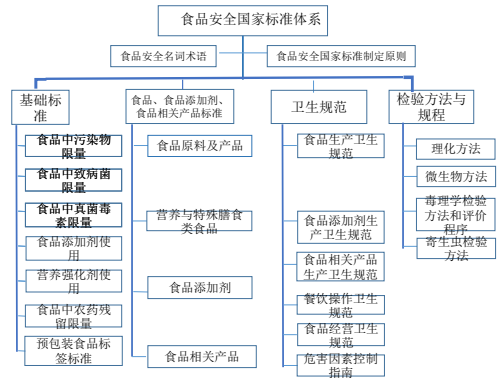 食品安全国家标准体系
食品安全名词术语
食品安全国家标准制定原则
基础标
准
食品、食品添加剂、
食品相关产品标准
卫生规范
检验方法与
规程
食品中污染物
限量
食品中致病菌
限量
食品中真菌毒
素限量
食品添加剂使
用
营养强化剂使
用
食品中农药残
留限量
预包装食品标
签标准
食品原料及产品
营养与特殊膳食
类食品
食品添加剂
食品相关产品
食品生产卫生
规范
食品添加剂生
产卫生规范
食品相关产品
生产卫生规范
餐饮操作卫生
规范
食品经营卫生
规范
危害因素控制
指南
理化方法
微生物方法
毒理学检验
方法和评价
程序
寄生虫检验
方法